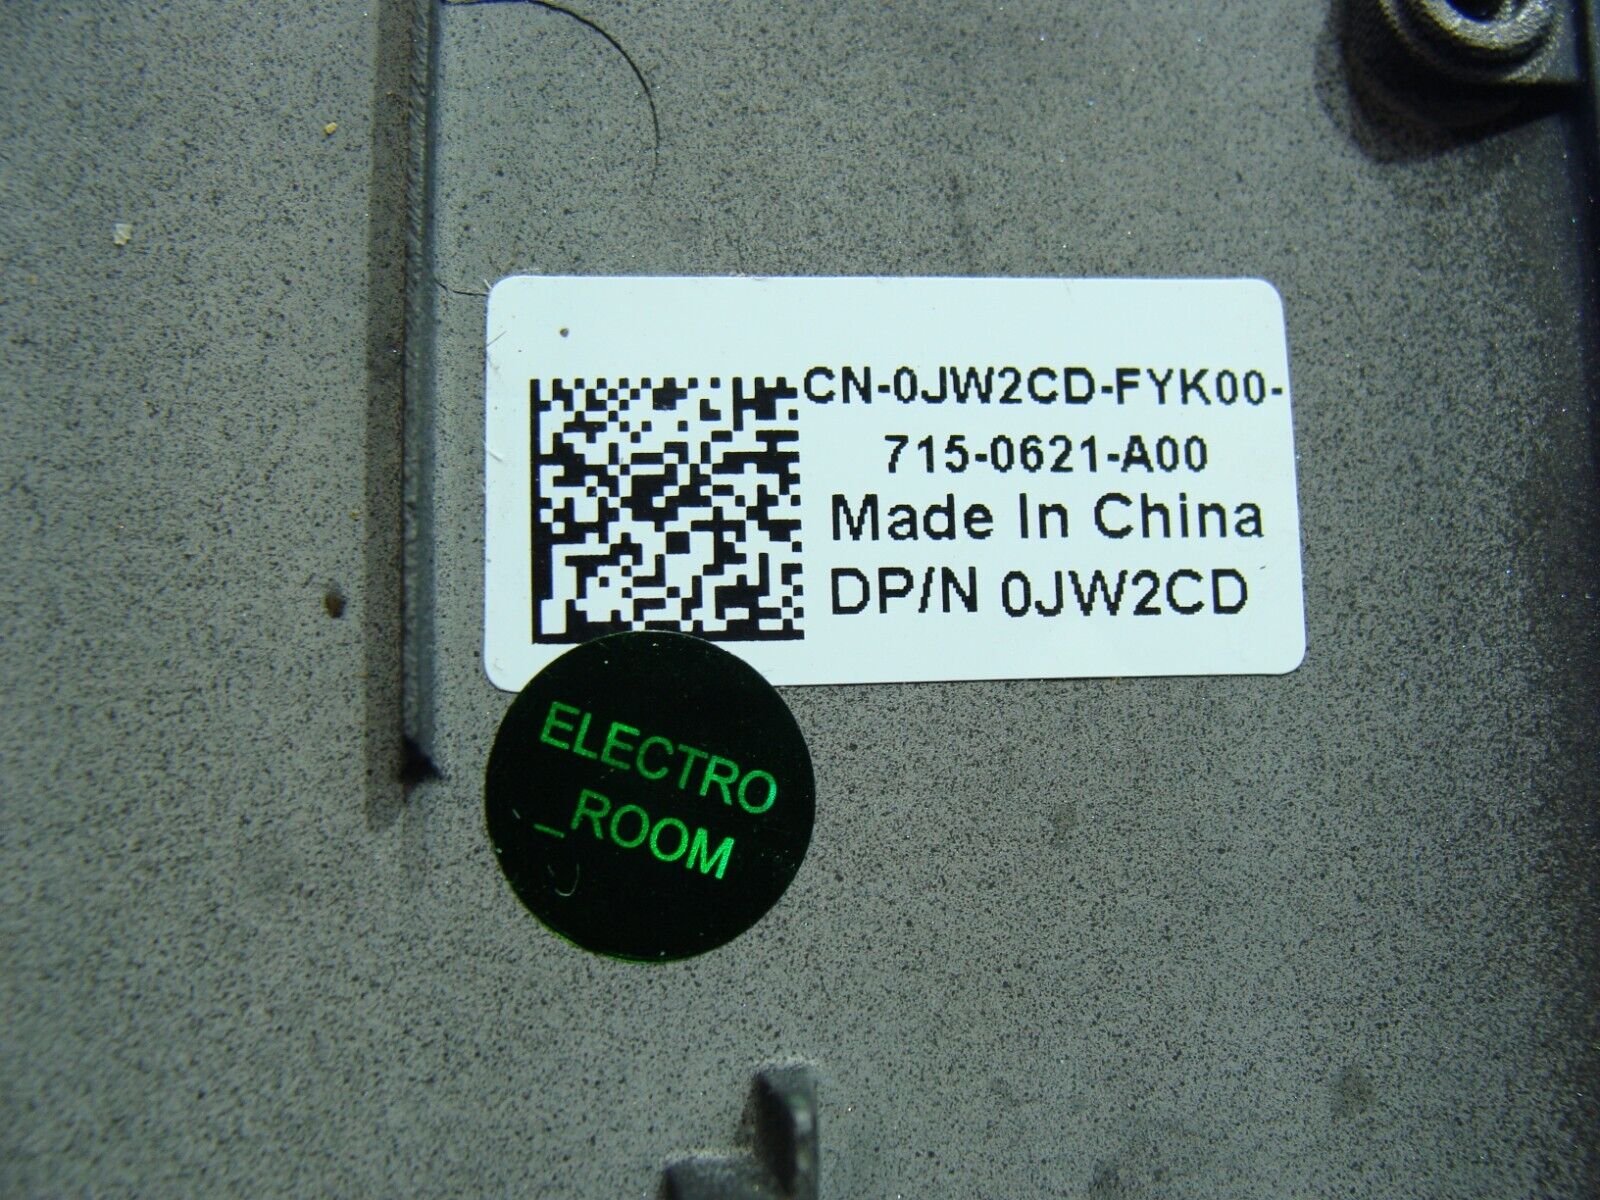 CN-0JW2CD-FYK00-
715-0621-A00
Made In China
DP/N 0JW2CD
ELECTRO
_ROOM